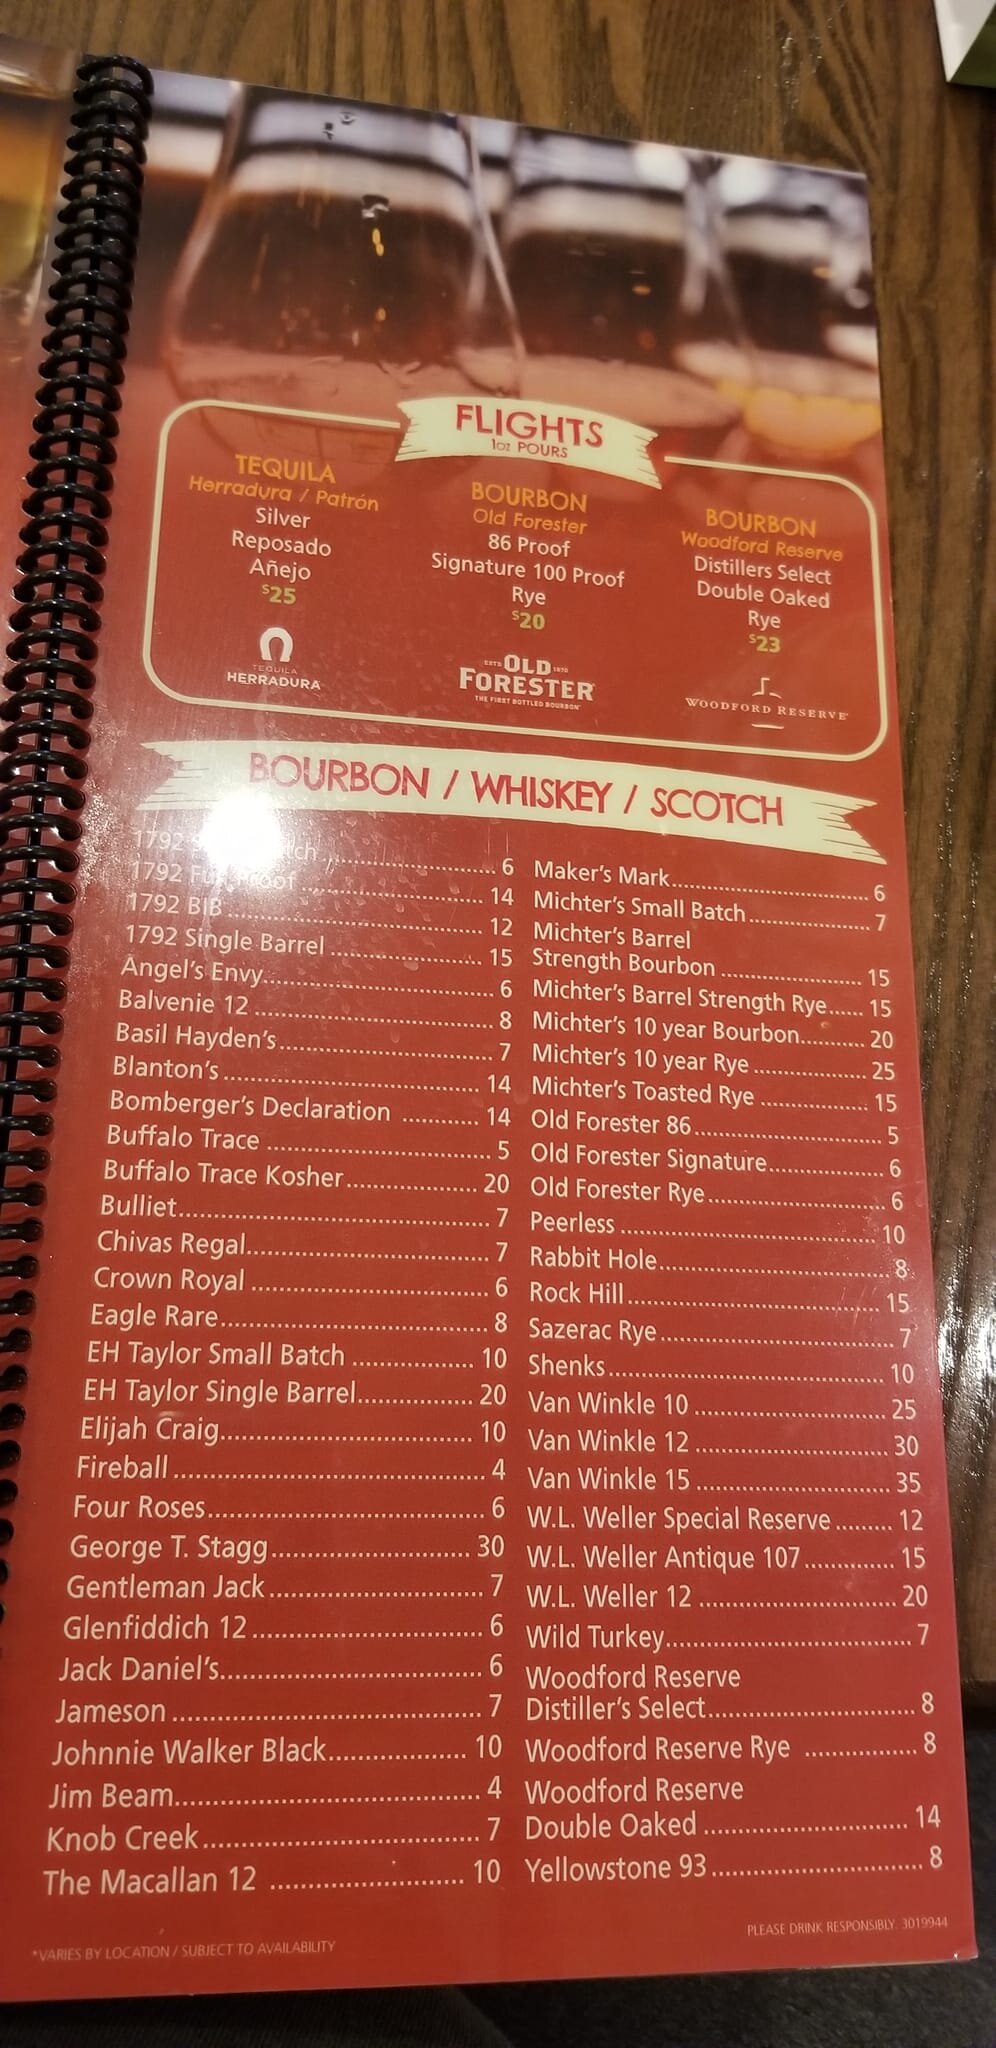 FLIGHTS
1oz POURS
TEQUILA
Herradura / Patrón
Silver
Reposado
Añejo
$25
TEQUILA
HERRADURA
BOURBON
Old Forester
86 Proof
Signature 100 Proof
Rye
$20
ESTD 1870
OLD
FORESTER
THE FIRST BOTTLED BOURBON
BOURBON
Woodford Reserve
Distillers Select
Double Oaked
Rye
$23
WOODFORD RESERVE
BOURBON / WHISKEY / SCOTCH
1792 ........ 6
1792 Full Proof ........ 14
1792 BIB ........ 12
1792 Single Barrel ........ 15
Angel's Envy ........ 6
Balvenie 12 ........ 8
Basil Hayden's ........ 7
Blanton's ........ 14
Bomberger's Declaration ........ 14
Buffalo Trace ........ 5
Buffalo Trace Kosher ........ 20
Bulliet ........ 7
Chivas Regal ........ 7
Crown Royal ........ 6
Eagle Rare ........ 8
EH Taylor Small Batch ........ 10
EH Taylor Single Barrel ........ 20
Elijah Craig ........ 10
Fireball ........ 4
Four Roses ........ 6
George T. Stagg ........ 30
Gentleman Jack ........ 7
Glenfiddich 12 ........ 6
Jack Daniel's ........ 6
Jameson ........ 7
Johnnie Walker Black ........ 10
Jim Beam ........ 4
Knob Creek ........ 7
The Macallan 12 ........ 10
Maker's Mark ........ 6
Michter's Small Batch ........ 7
Michter's Barrel
Strength Bourbon ........ 15
Michter's Barrel Strength Rye ........ 15
Michter's 10 year Bourbon ........ 20
Michter's 10 year Rye ........ 25
Michter's Toasted Rye ........ 15
Old Forester 86 ........ 5
Old Forester Signature ........ 6
Old Forester Rye ........ 6
Peerless ........ 10
Rabbit Hole ........ 8
Rock Hill ........ 15
Sazerac Rye ........ 7
Shenks ........ 10
Van Winkle 10 ........ 25
Van Winkle 12 ........ 30
Van Winkle 15 ........ 35
W.L. Weller Special Reserve ........ 12
W.L. Weller Antique 107 ........ 15
W.L. Weller 12 ........ 20
Wild Turkey ........ 7
Woodford Reserve
Distiller's Select ........ 8
Woodford Reserve Rye ........ 8
Woodford Reserve
Double Oaked ........ 14
Yellowstone 93 ........ 8
PLEASE DRINK RESPONSIBLY. 3019944
*VARIES BY LOCATION / SUBJECT TO AVAILABILITY